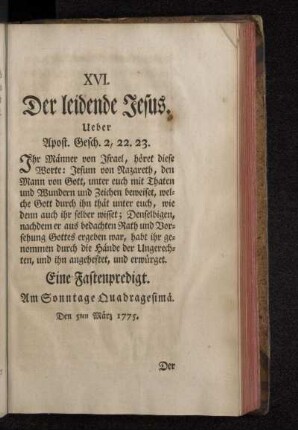 XVI.
Der leidende Jesus.
Ueber
Apost. Gesch. 2, 22. 23.
Ihr Männer von Israel, höret diese
Worte: Jesum von Nazareth, den
Mann von Gott, unter euch mit Thaten
und Wundern und Zeichen beweiset, wel-
che Gott durch ihn thät unter euch, wie
denn auch ihr selber wisset; Denselbigen,
nachdem er aus bedachten Rath und Vor-
sehung Gottes ergeben war, habt ihr ge-
nommen durch die Hände der Ungerech-
ten, und ihn angeheftet, und erwürget.
Eine Fastenpredigt.
Am Sonntage Quadragesimä.
Den 5ten März 1775.
Der